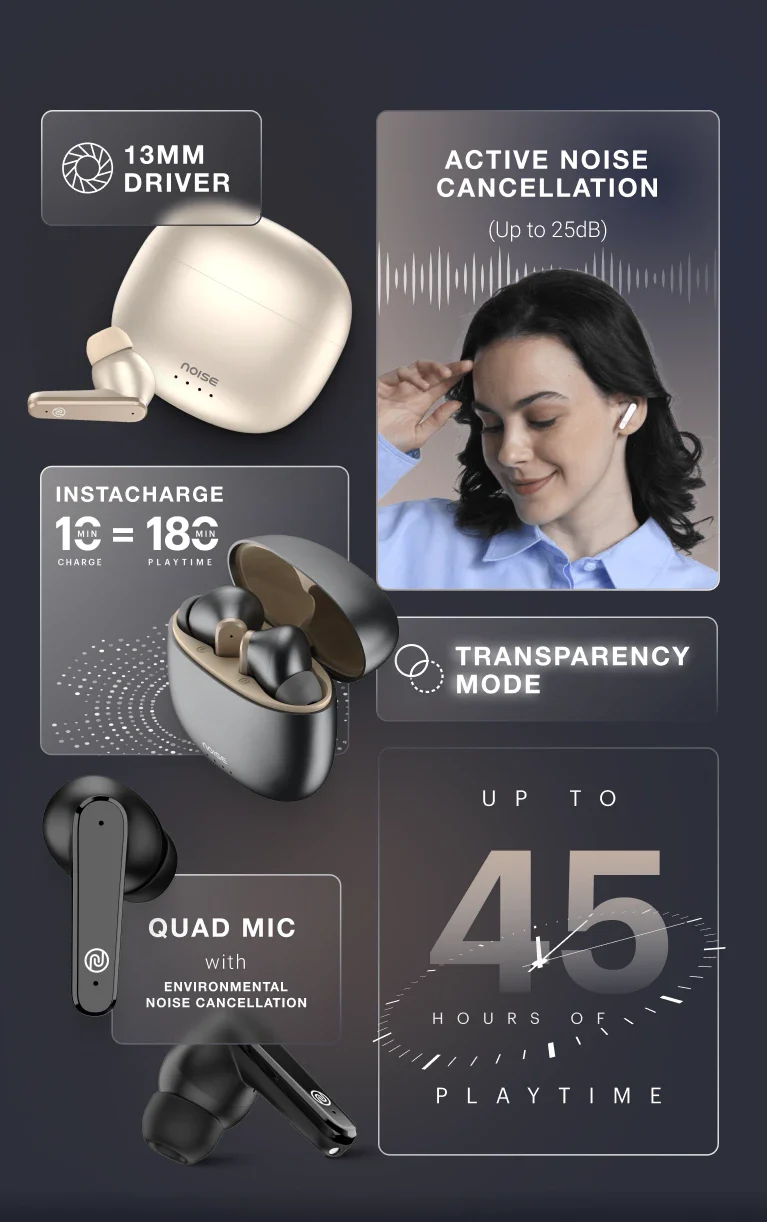 13MM
DRIVER
NOISE
ACTIVE NOISE
CANCELLATION
(Up to 25dB)
INSTACHARGE
10 MIN = 180 MIN
CHARGE PLAYTIME
NOISE
TRANSPARENCY
MODE
QUAD MIC
with
ENVIRONMENTAL
NOISE CANCELLATION
UP TO
45
HOURS OF
PLAYTIME